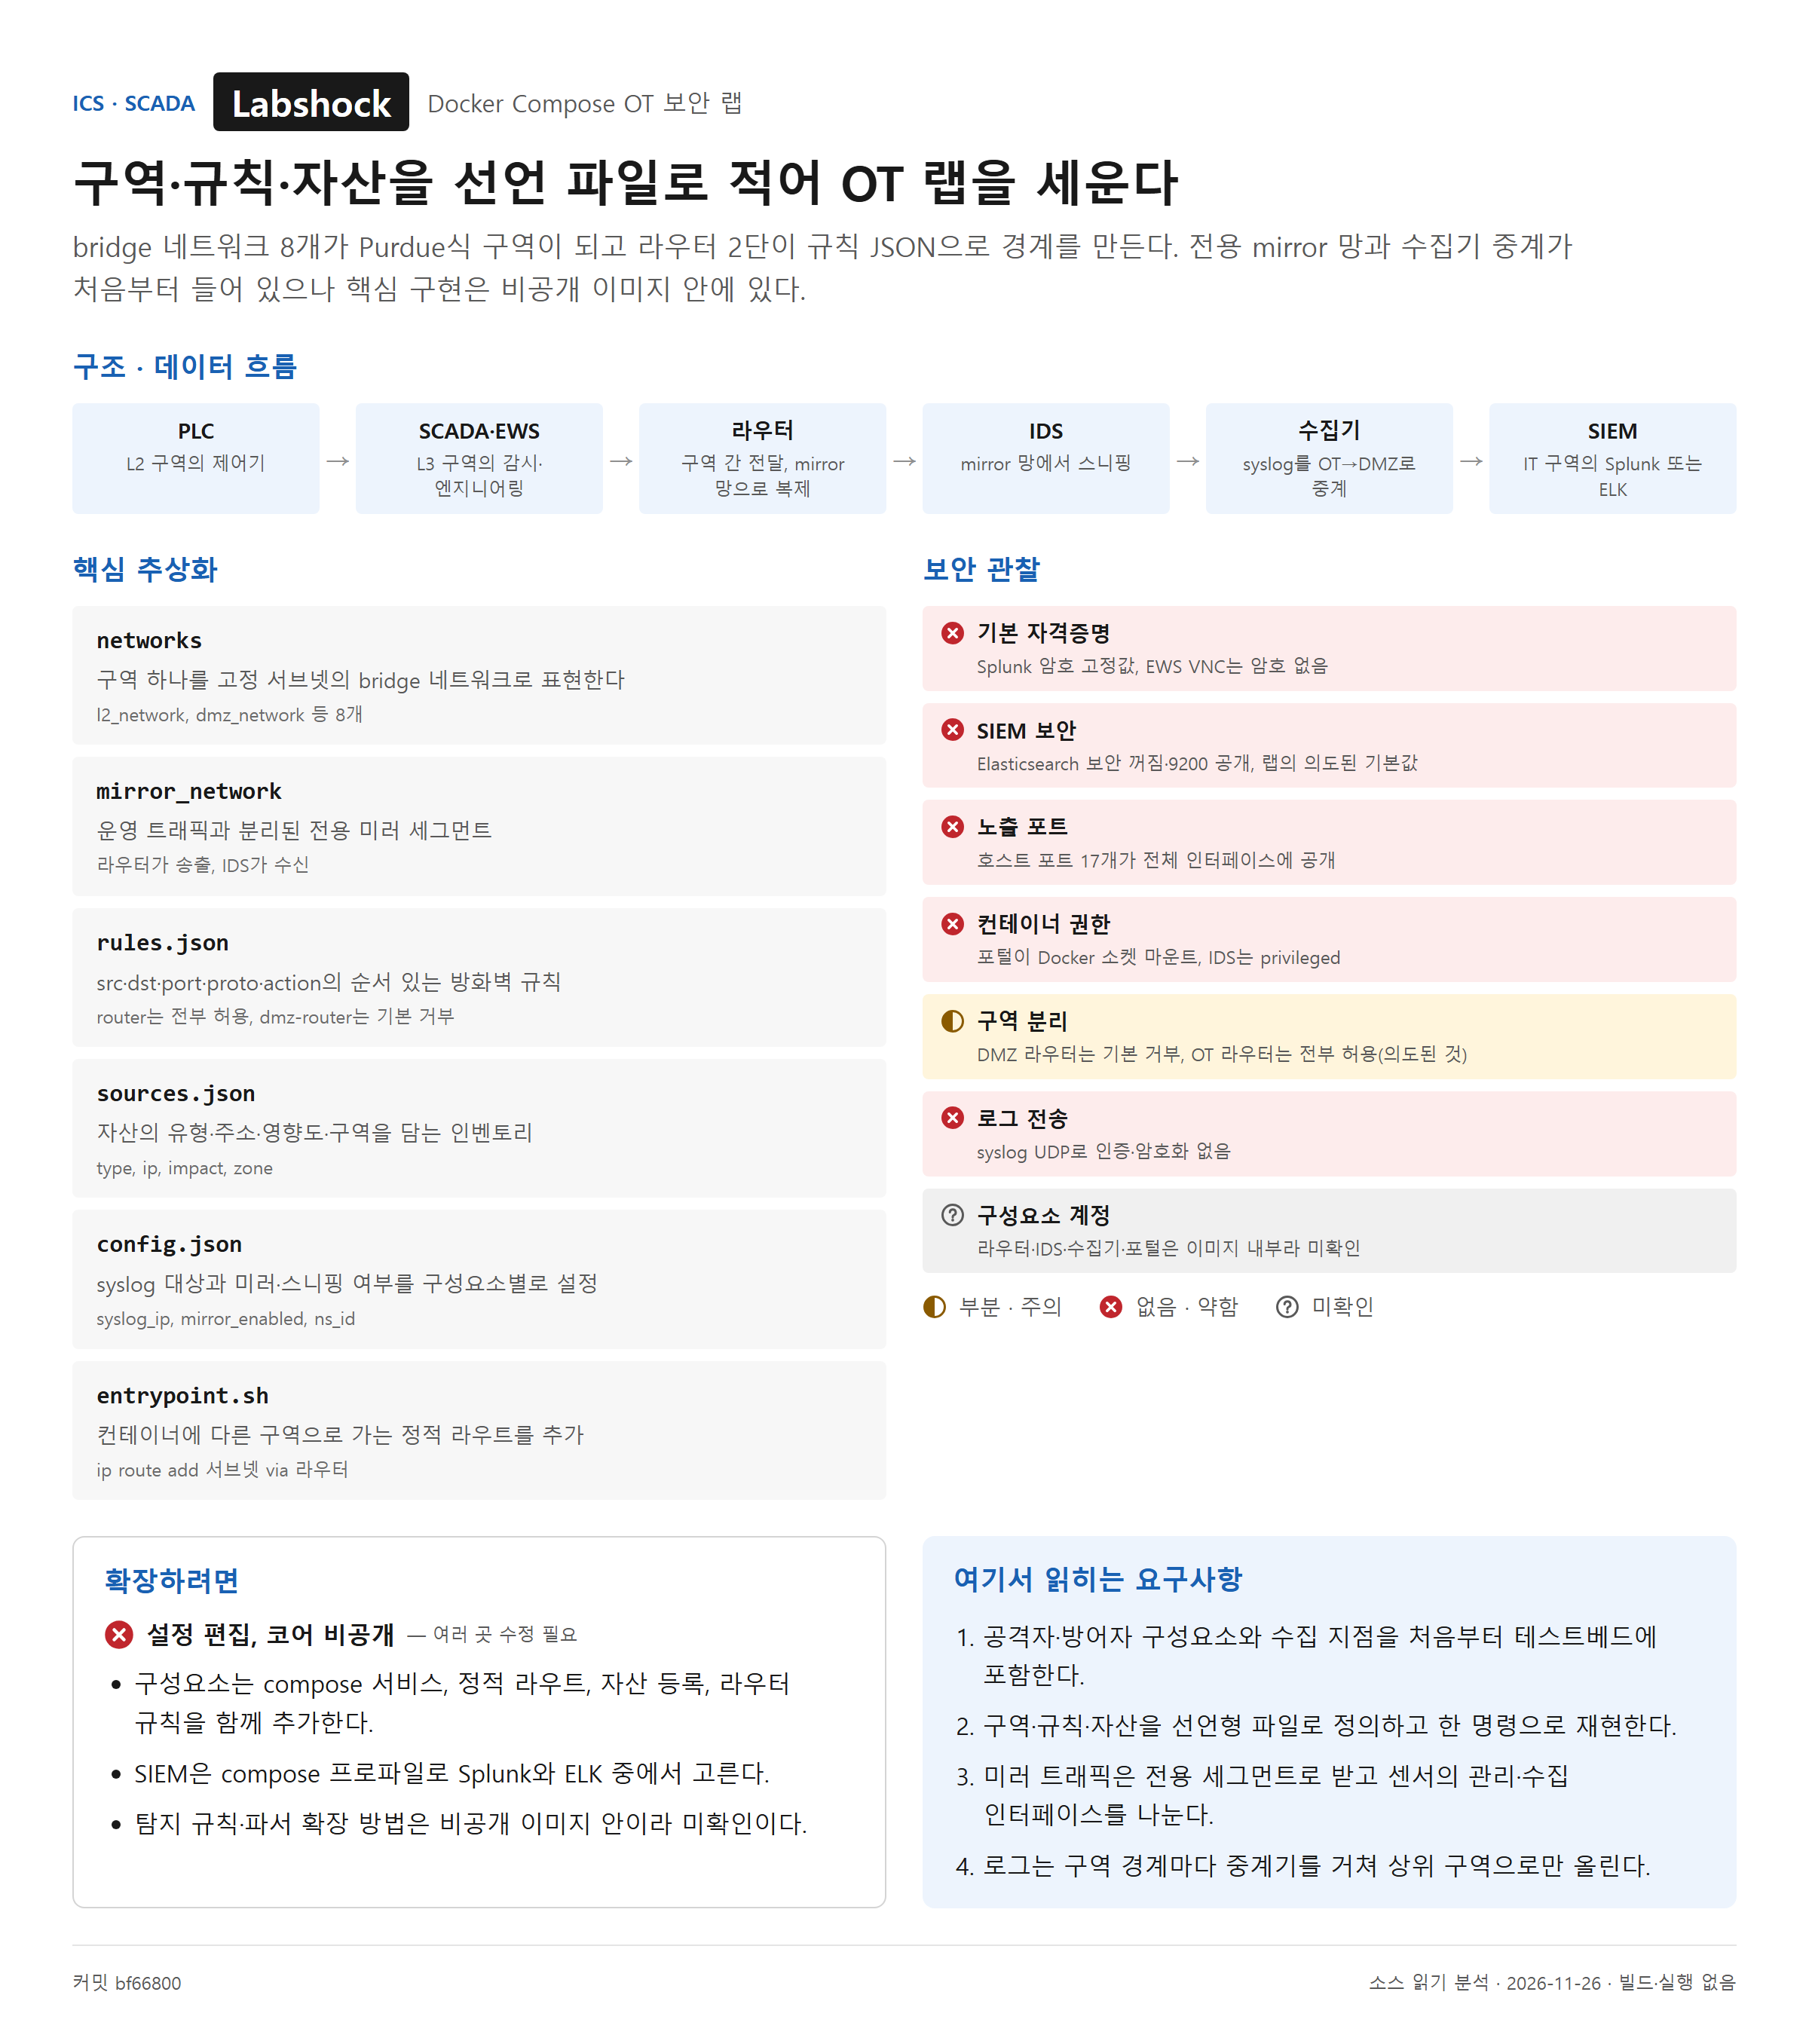 ICS · SCADA Labshock Docker Compose OT 보안 랩
구역·규칙·자산을 선언 파일로 적어 OT 랩을 세운다
bridge 네트워크 8개가 Purdue식 구역이 되고 라우터 2단이 규칙 JSON으로 경계를 만든다. 전용 mirror 망과 수집기 중계가
처음부터 들어 있으나 핵심 구현은 비공개 이미지 안에 있다.
구조 · 데이터 흐름
PLC
L2 구역의 제어기
→
SCADA·EWS
L3 구역의 감시·
엔지니어링
→
라우터
구역 간 전달, mirror
망으로 복제
→
IDS
mirror 망에서 스니핑
→
수집기
syslog를 OT→DMZ로
중계
→
SIEM
IT 구역의 Splunk 또는
ELK
핵심 추상화
networks
구역 하나를 고정 서브넷의 bridge 네트워크로 표현한다
l2_network, dmz_network 등 8개
mirror_network
운영 트래픽과 분리된 전용 미러 세그먼트
라우터가 송출, IDS가 수신
rules.json
src·dst·port·proto·action의 순서 있는 방화벽 규칙
router는 전부 허용, dmz-router는 기본 거부
sources.json
자산의 유형·주소·영향도·구역을 담는 인벤토리
type, ip, impact, zone
config.json
syslog 대상과 미러·스니핑 여부를 구성요소별로 설정
syslog_ip, mirror_enabled, ns_id
entrypoint.sh
컨테이너에 다른 구역으로 가는 정적 라우트를 추가
ip route add 서브넷 via 라우터
보안 관찰
기본 자격증명
Splunk 암호 고정값, EWS VNC는 암호 없음
SIEM 보안
Elasticsearch 보안 꺼짐·9200 공개, 랩의 의도된 기본값
노출 포트
호스트 포트 17개가 전체 인터페이스에 공개
컨테이너 권한
포털이 Docker 소켓 마운트, IDS는 privileged
구역 분리
DMZ 라우터는 기본 거부, OT 라우터는 전부 허용(의도된 것)
로그 전송
syslog UDP로 인증·암호화 없음
구성요소 계정
라우터·IDS·수집기·포털은 이미지 내부라 미확인
부분 · 주의 없음 · 약함 미확인
확장하려면
설정 편집, 코어 비공개 — 여러 곳 수정 필요
• 구성요소는 compose 서비스, 정적 라우트, 자산 등록, 라우터
규칙을 함께 추가한다.
• SIEM은 compose 프로파일로 Splunk와 ELK 중에서 고른다.
• 탐지 규칙·파서 확장 방법은 비공개 이미지 안이라 미확인이다.
여기서 읽히는 요구사항
1. 공격자·방어자 구성요소와 수집 지점을 처음부터 테스트베드에
포함한다.
2. 구역·규칙·자산을 선언형 파일로 정의하고 한 명령으로 재현한다.
3. 미러 트래픽은 전용 세그먼트로 받고 센서의 관리·수집
인터페이스를 나눈다.
4. 로그는 구역 경계마다 중계기를 거쳐 상위 구역으로만 올린다.
커밋 bf66800
소스 읽기 분석 · 2026-11-26 · 빌드·실행 없음